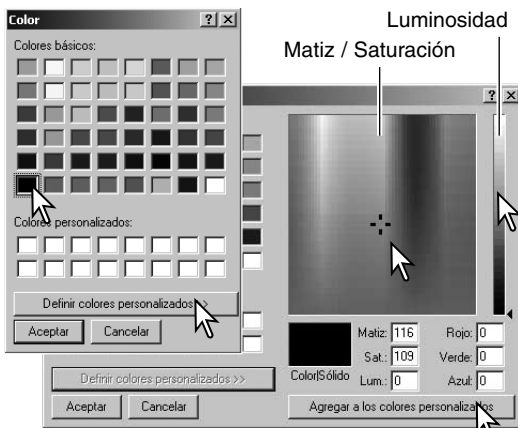 Luminosidad
Matiz / Saturación
Color
Colores básicos:
Colores personalizados:
Definir colores personalizados >>
Aceptar
Cancelar
Matiz: 116
Rojo: 0
Sat.: 109
Verde: 0
Color|Sólido
Lum.: 0
Azul: 0
Definir colores personalizados >>
Aceptar
Cancelar
Agregar a los colores personalizados